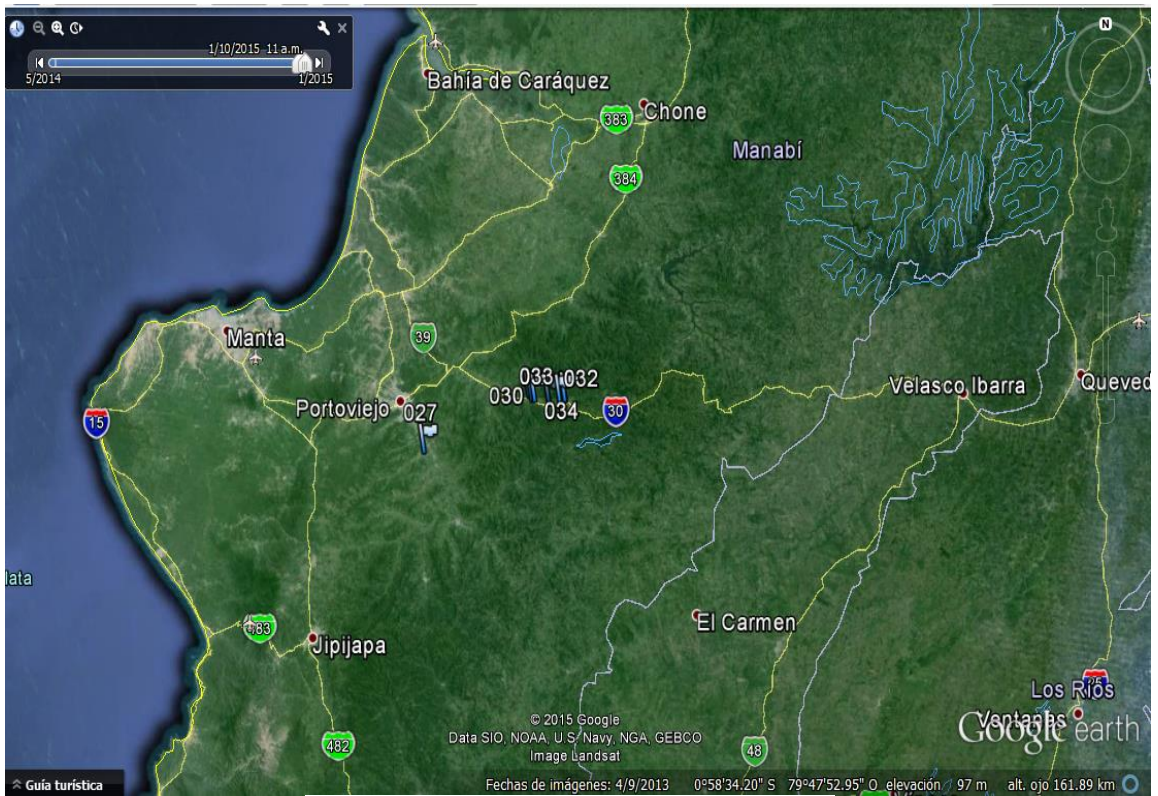 1/10/2015 11 a.m.
5/2014
1/2015
N
Bahía de Caráquez
Chone
383
Manabí
384
Manta
39
033
032
030
034
Portoviejo
027
30
Velasco Ibarra
Queved
15
lata
El Carmen
483
Jipijapa
Los Ríos
25
Ventanas
Google earth
© 2015 Google
Data SIO, NOAA, U.S. Navy, NGA, GEBCO
Image Landsat
482
48
Guía turística
Fechas de imágenes: 4/9/2013 0°58'34.20" S 79°47'52.95" O elevación 97 m alt. ojo 161.89 km